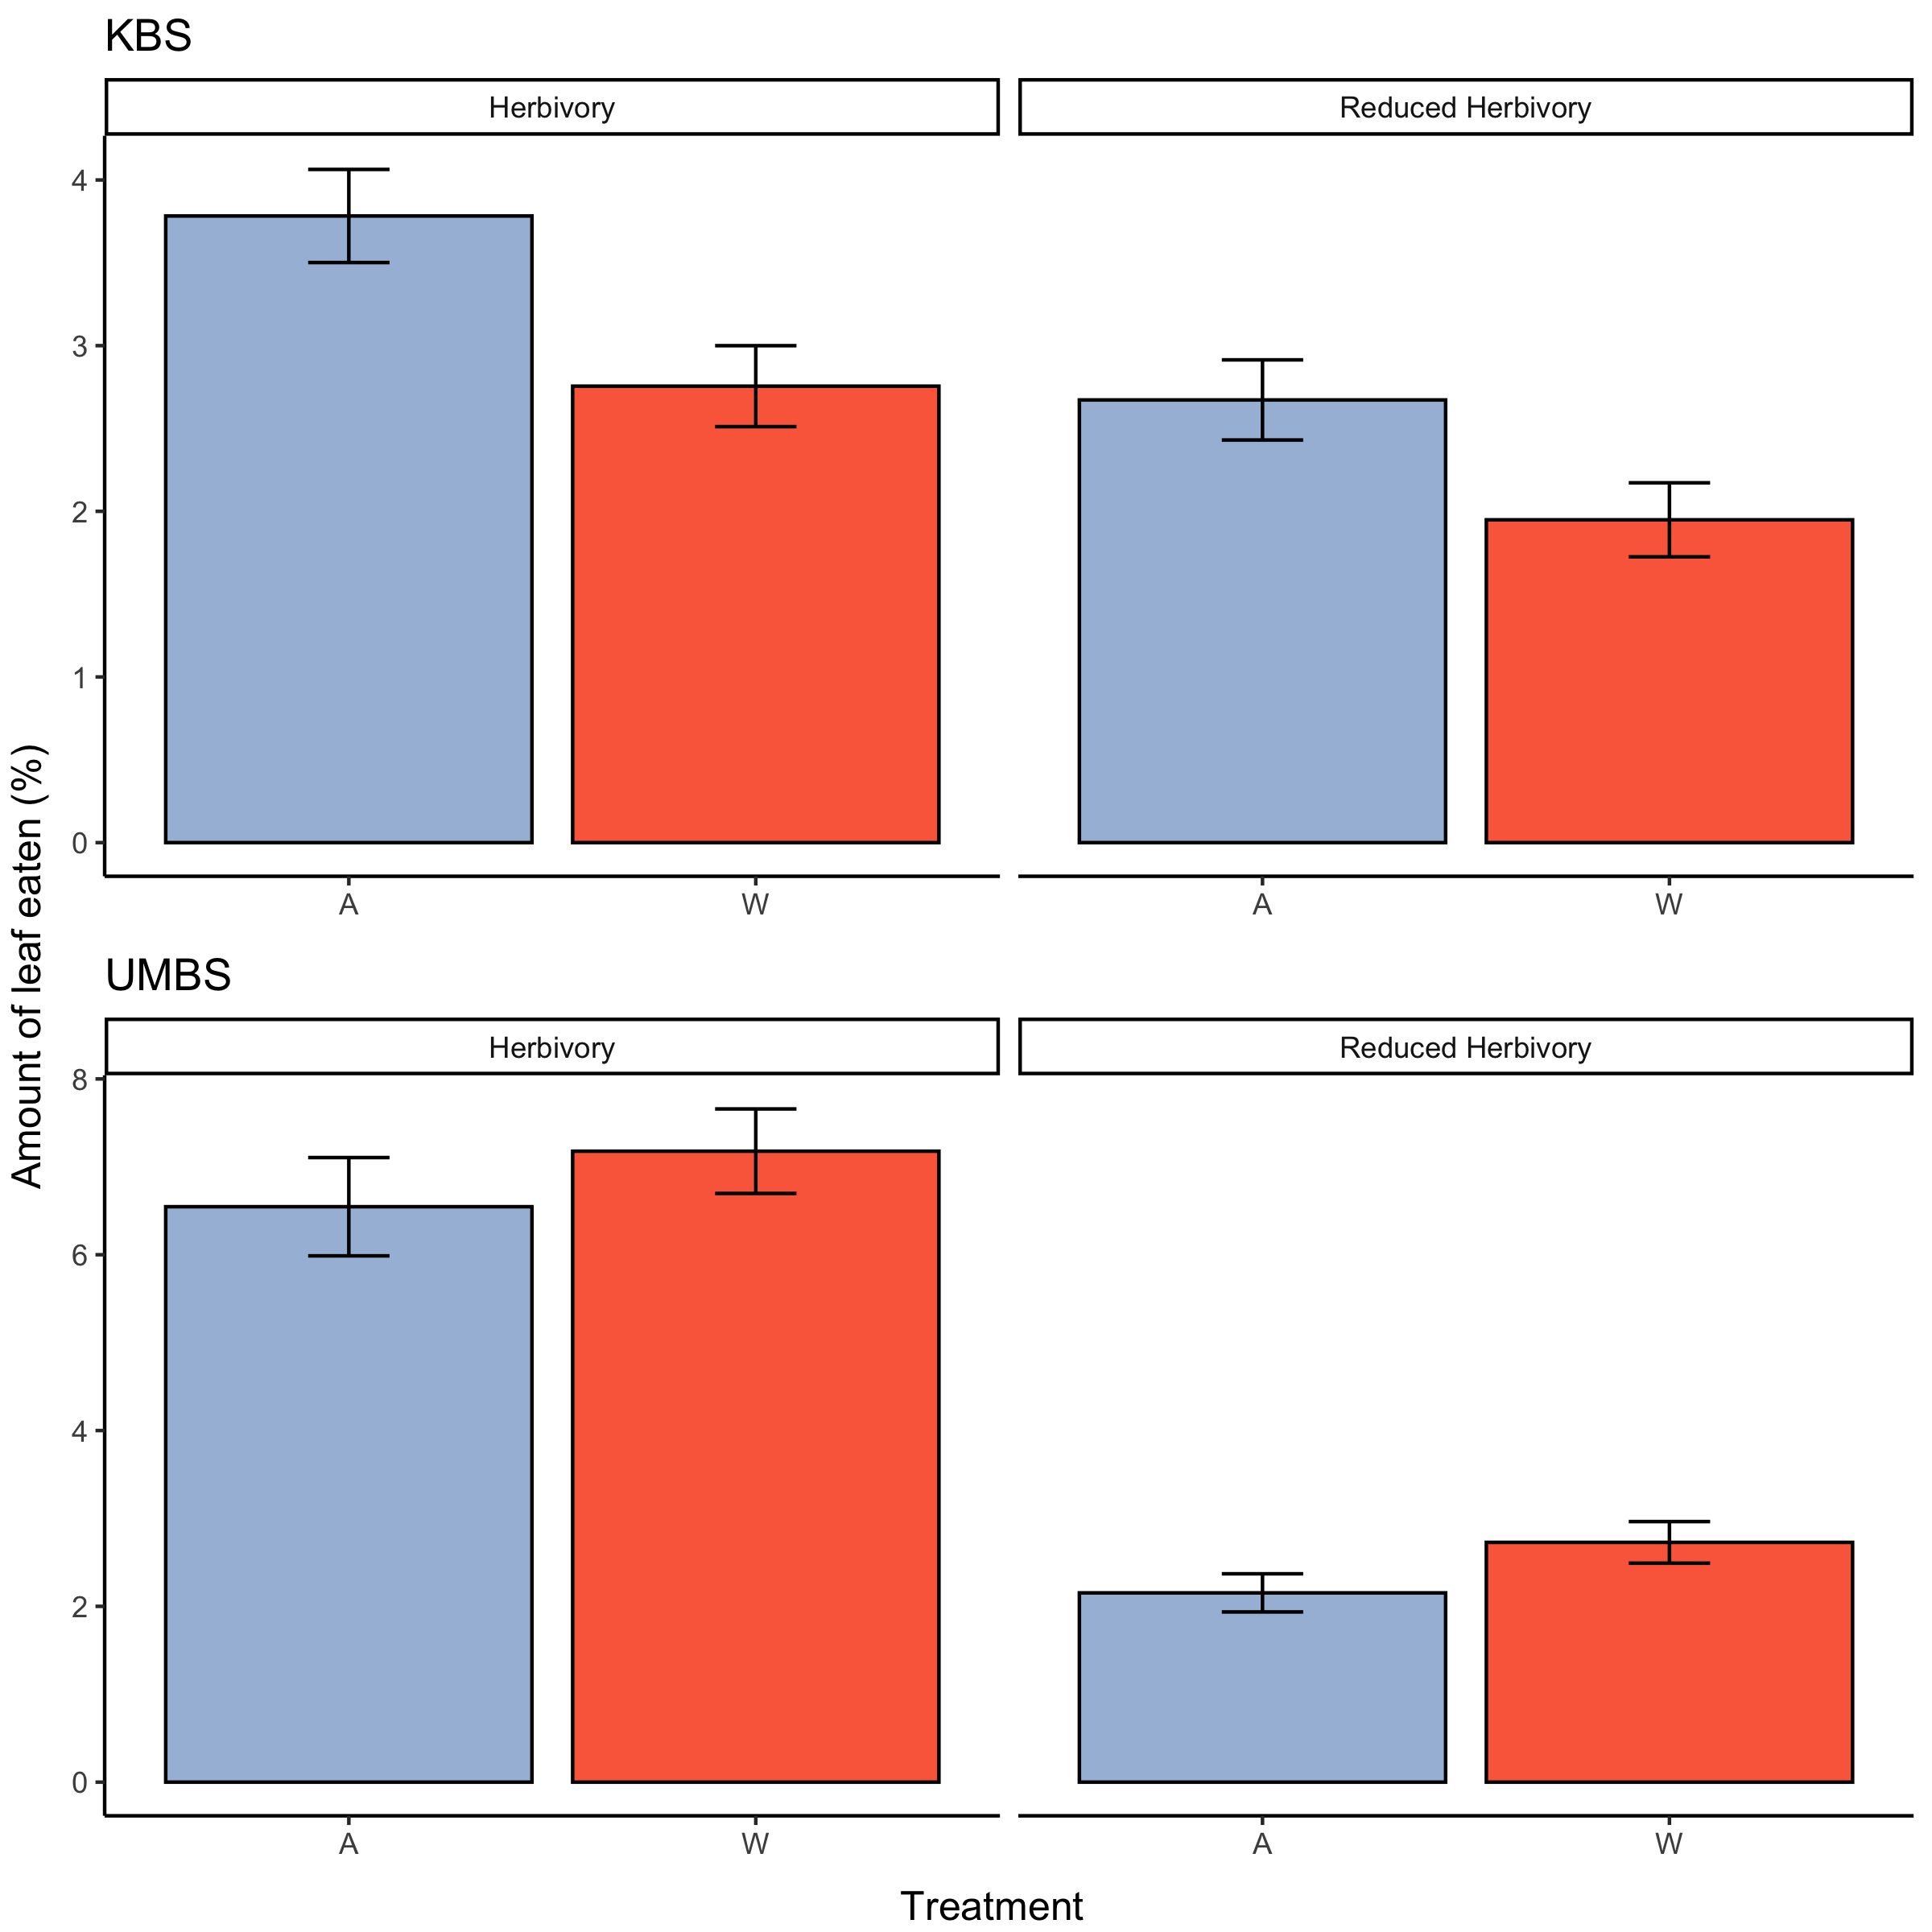 KBS
Herbivory
Reduced Herbivory
4
3
2
1
0
A
W
A
W
Amount of leaf eaten (%)
UMBS
Herbivory
Reduced Herbivory
8
6
4
2
0
A
W
A
W
Treatment